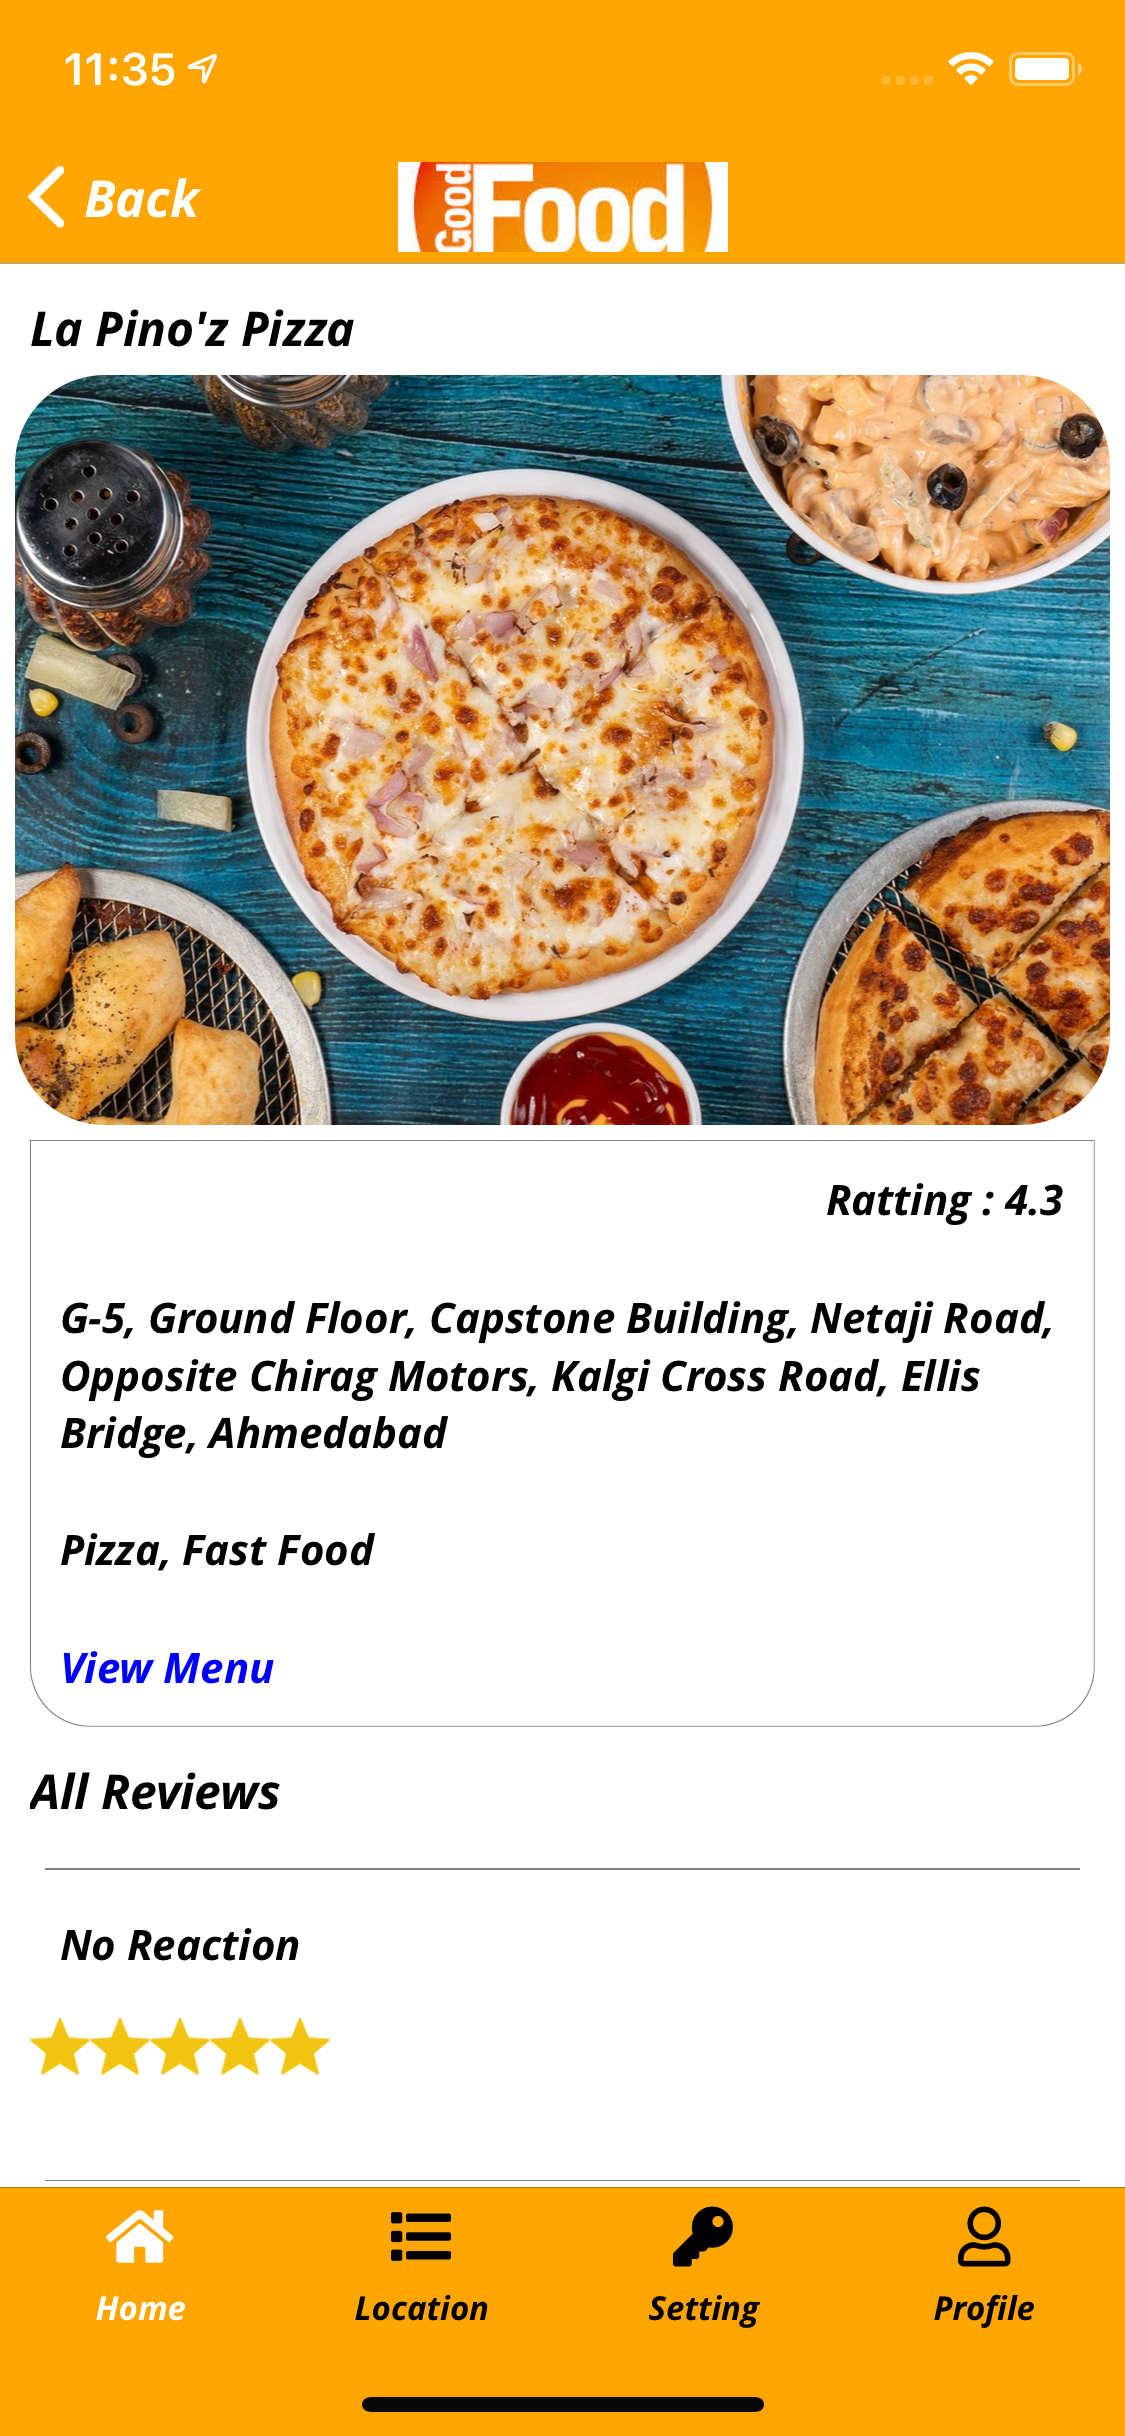 11:35
Back
Good
Food
La Pino'z Pizza
Ratting : 4.3
G-5, Ground Floor, Capstone Building, Netaji Road,
Opposite Chirag Motors, Kalgi Cross Road, Ellis
Bridge, Ahmedabad
Pizza, Fast Food
View Menu
All Reviews
No Reaction
Home Location Setting Profile